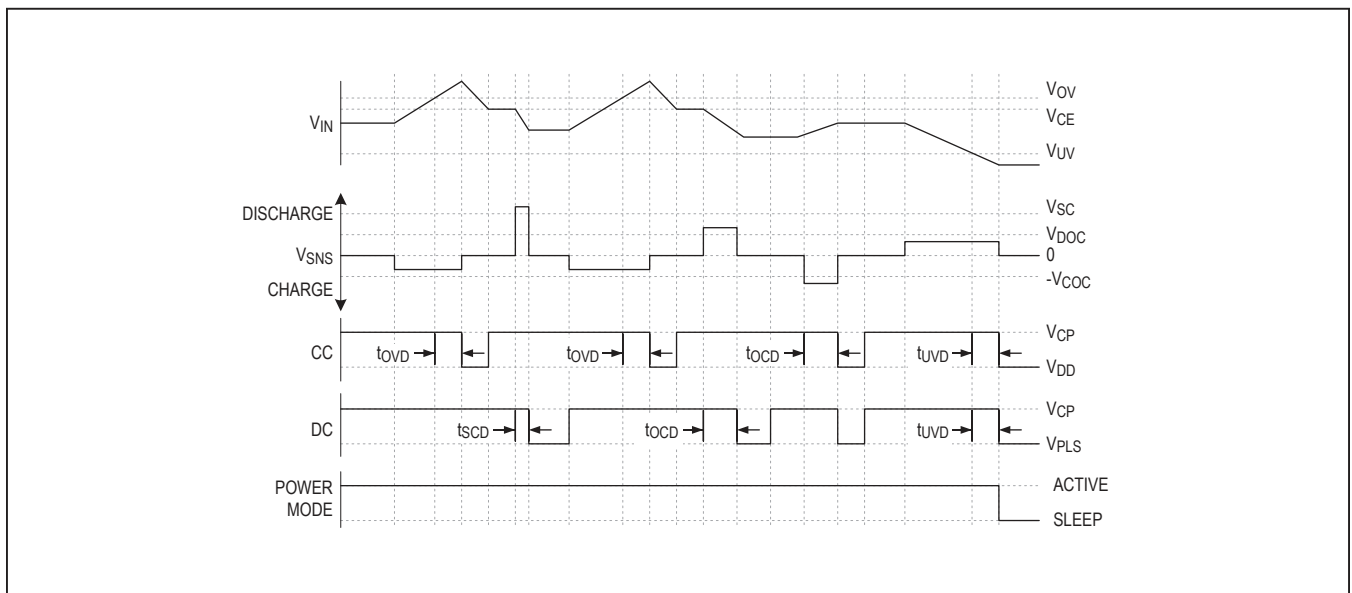 VOV
VCE
VIN
VUV
DISCHARGE
VSC
VDOC
VSNS
0
-VCOC
CHARGE
VCP
CC
tOVD
tOVD
tOCD
tUVD
VDD
VCP
DC
tSCD
tOCD
tUVD
VPLS
POWER
MODE
ACTIVE
SLEEP